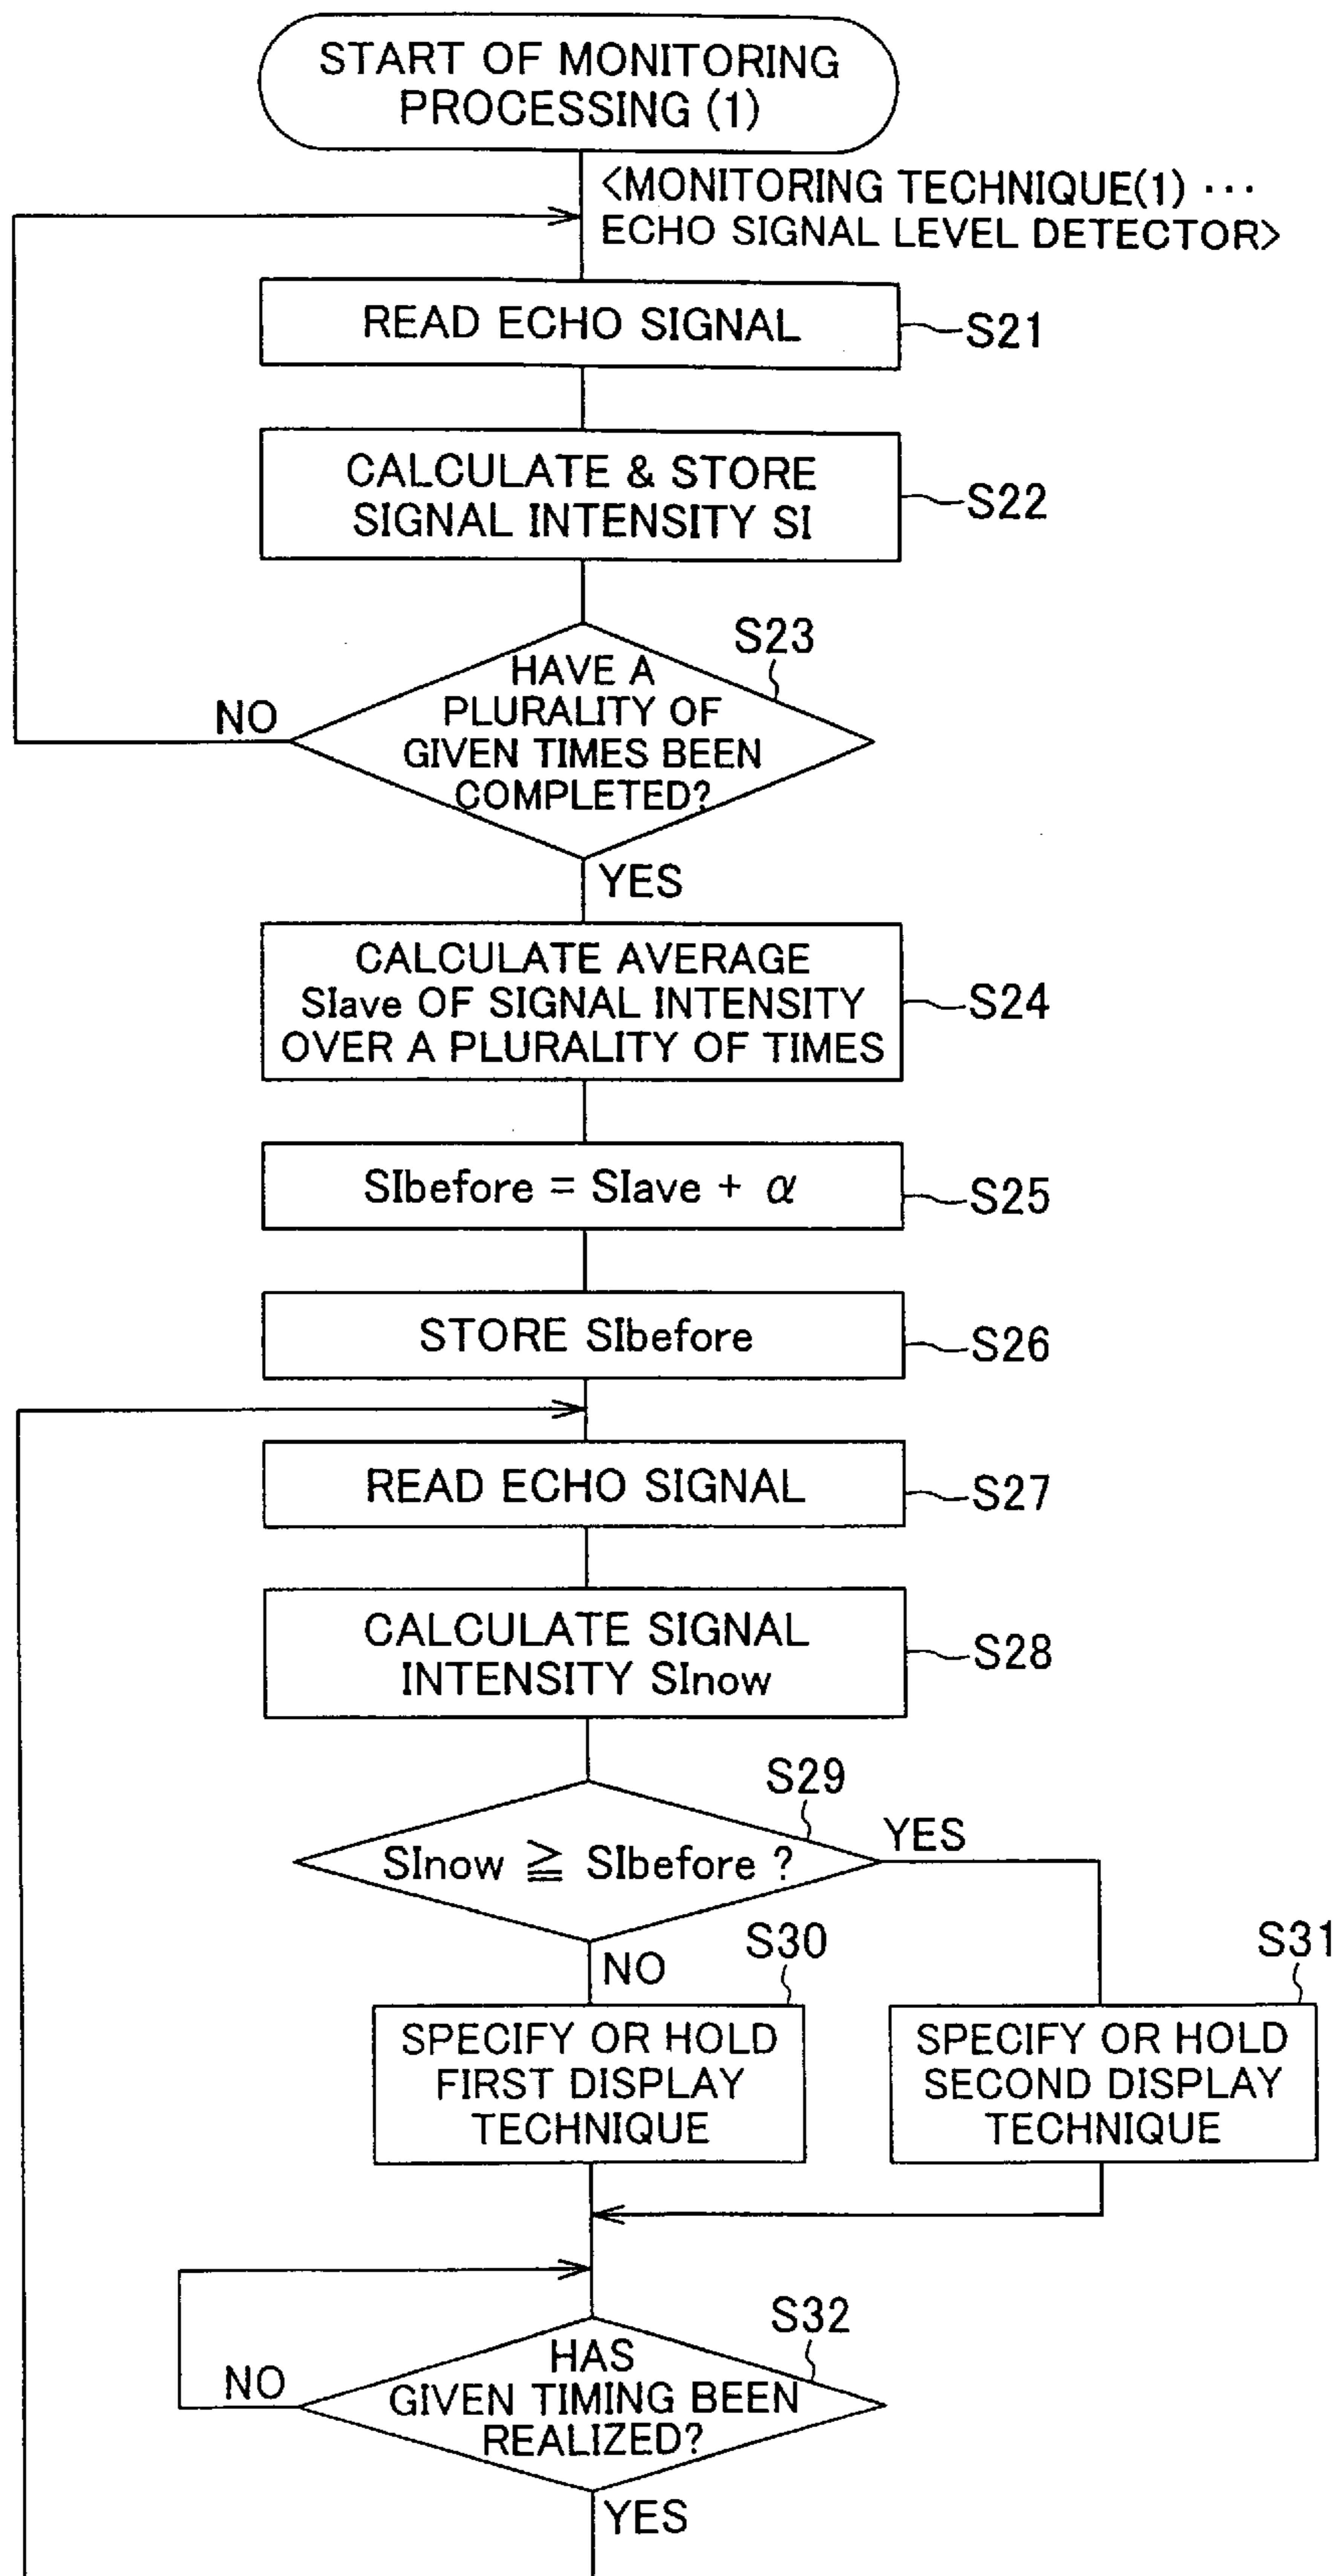 START OF MONITORING
PROCESSING (1)
<MONITORING TECHNIQUE(1) ···
ECHO SIGNAL LEVEL DETECTOR>
READ ECHO SIGNAL
S21
CALCULATE & STORE
SIGNAL INTENSITY SI
S22
S23
HAVE A
PLURALITY OF
GIVEN TIMES BEEN
COMPLETED?
NO
YES
CALCULATE AVERAGE
SIave OF SIGNAL INTENSITY
OVER A PLURALITY OF TIMES
S24
SIbefore = SIave + α
S25
STORE SIbefore
S26
READ ECHO SIGNAL
S27
CALCULATE SIGNAL
INTENSITY SInow
S28
S29
SInow ≧ SIbefore ?
YES
NO
S30
SPECIFY OR HOLD
FIRST DISPLAY
TECHNIQUE
S31
SPECIFY OR HOLD
SECOND DISPLAY
TECHNIQUE
S32
HAS
GIVEN TIMING BEEN
REALIZED?
NO
YES